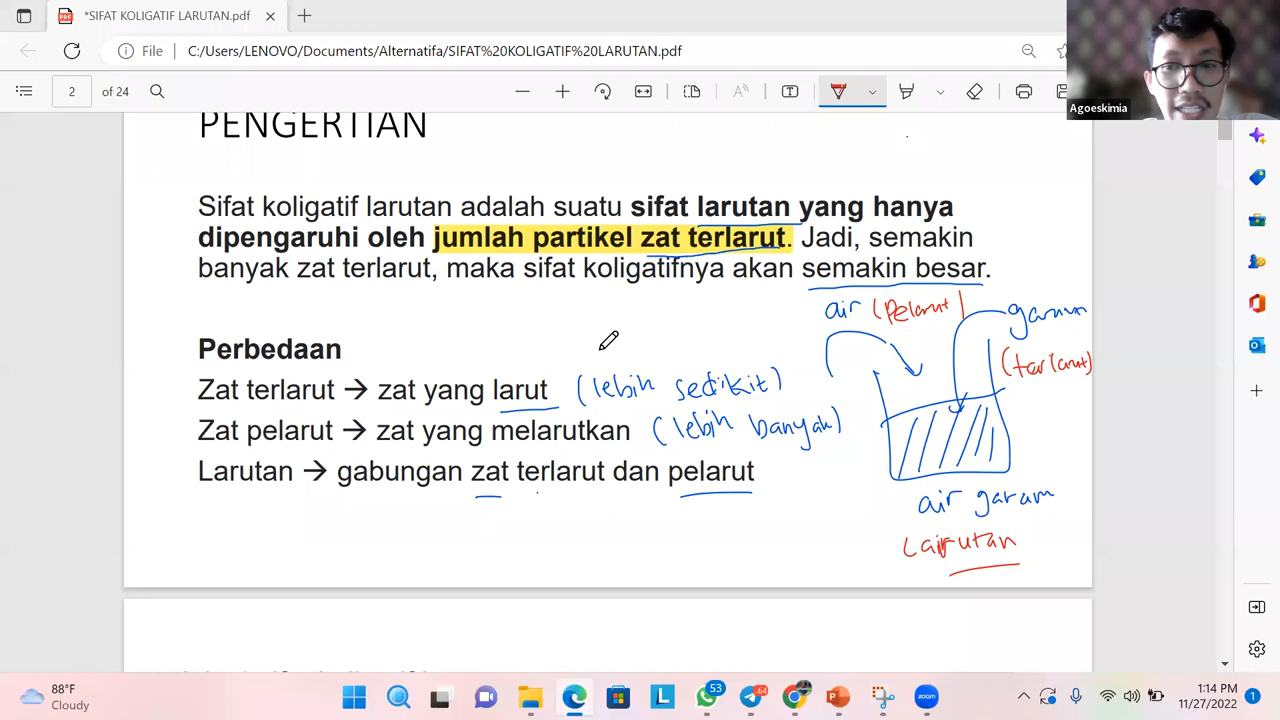 *SIFAT KOLIGATIF LARUTAN.pdf
File C:/Users/LENOVO/Documents/Alternatifa/SIFAT%20KOLIGATIF%20LARUTAN.pdf
2 of 24
Agoeskimia
PENGERTIAN
Sifat koligatif larutan adalah suatu sifat larutan yang hanya
dipengaruhi oleh jumlah partikel zat terlarut. Jadi, semakin
banyak zat terlarut, maka sifat koligatifnya akan semakin besar.
air (Pelarut) garam
(tarlarut)
Perbedaan
Zat terlarut → zat yang larut (lebih sedikit)
Zat pelarut → zat yang melarutkan (lebih banyak)
Larutan → gabungan zat terlarut dan pelarut
air garam
Larutan
88°F
Cloudy
53
64
1:14 PM
11/27/2022
1